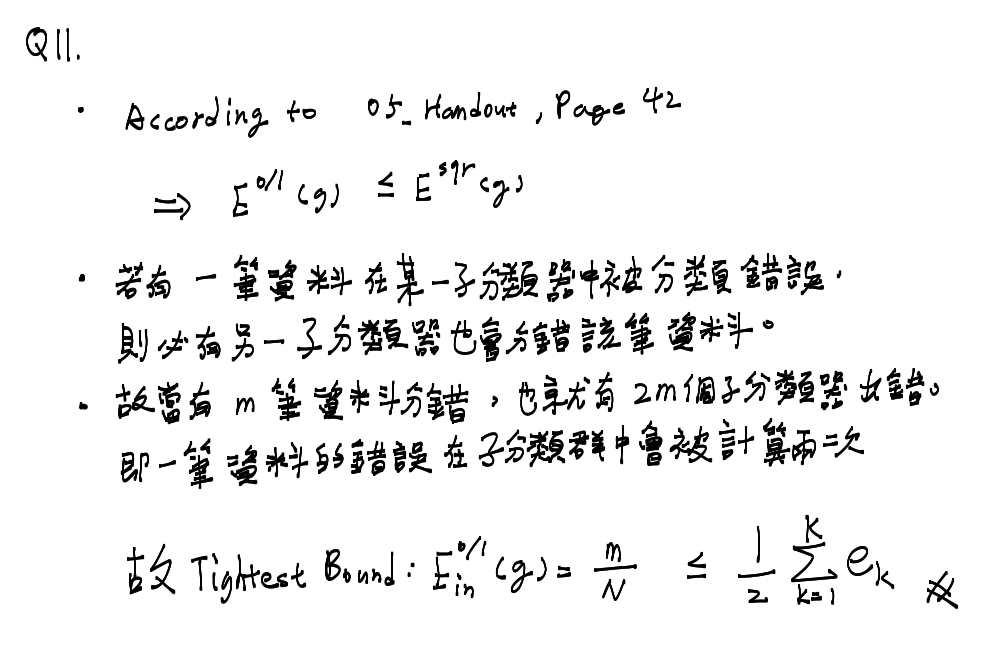 Q11.
· According to 05_Handout, Page 42
⇒ E^{0/1}(g) ≤ E^{sqr}(g)
· 若有一筆資料在某一子分類器中被分類錯誤,
則必有另一子分類器也會分錯該筆資料。
· 故當有 m 筆資料分錯,也就有 2m個子分類器出錯。
即一筆資料的錯誤在子分類群中會被計算兩次
故 Tightest Bound: E_{in}^{0/1}(g) = \frac{m}{N} ≤ \frac{1}{2} \sum_{k=1}^{K} e_k ⨳